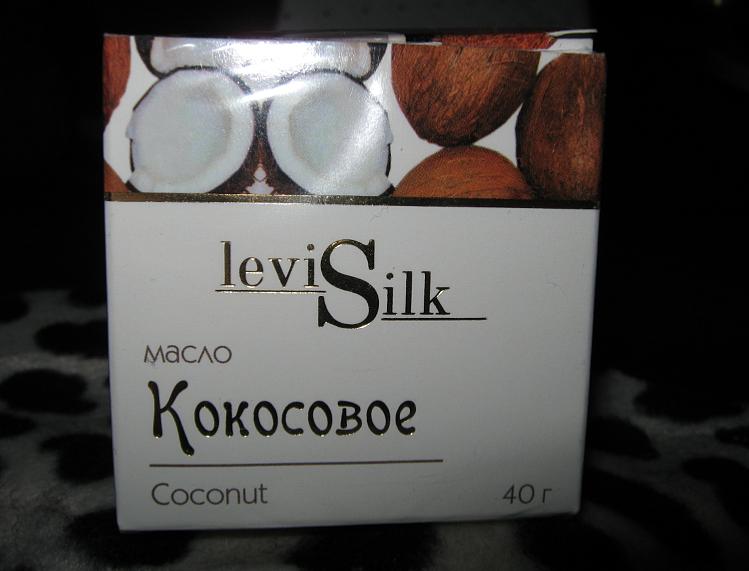 leviSilk
масло
Кокосовое
Coconut
40 г